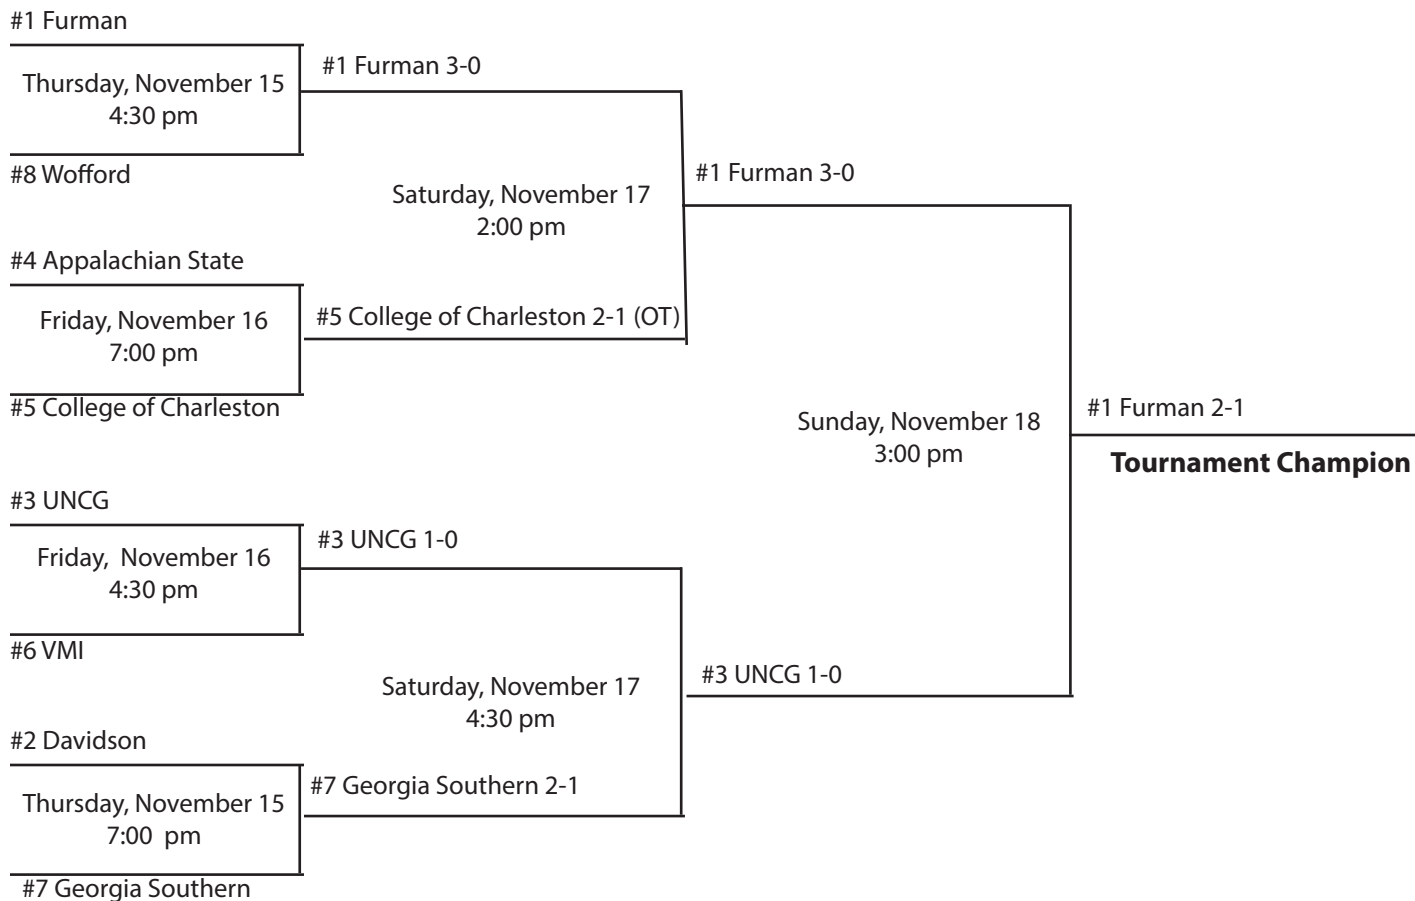 #1 Furman
Thursday, November 15
4:30 pm
#8 Wofford
#1 Furman 3-0
#4 Appalachian State
Friday, November 16
7:00 pm
#5 College of Charleston
#5 College of Charleston 2-1 (OT)
Saturday, November 17
2:00 pm
#1 Furman 3-0
#3 UNCG
Friday, November 16
4:30 pm
#6 VMI
#3 UNCG 1-0
#2 Davidson
Thursday, November 15
7:00 pm
#7 Georgia Southern
#7 Georgia Southern 2-1
Saturday, November 17
4:30 pm
#3 UNCG 1-0
Sunday, November 18
3:00 pm
#1 Furman 2-1
Tournament Champion